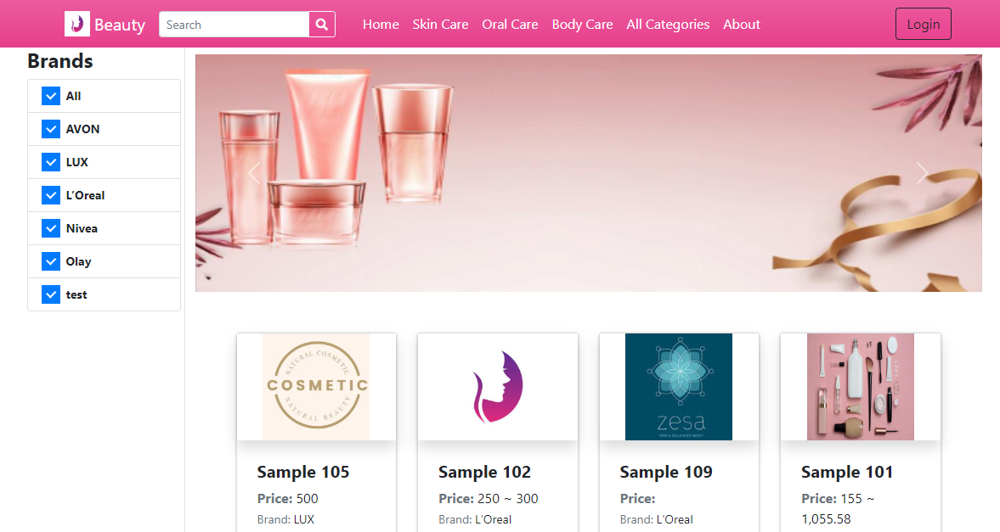 Beauty
Search
Home
Skin Care
Oral Care
Body Care
All Categories
About
Login
Brands
All
AVON
LUX
L’Oreal
Nivea
Olay
test
NATURAL COSMETIC
COSMETIC
NATURAL BEAUTY
zesa
FOR A BALANCED BODY
Sample 105
Price: 500
Brand: LUX
Sample 102
Price: 250 ~ 300
Brand: L’Oreal
Sample 109
Price:
Brand: L’Oreal
Sample 101
Price: 155 ~
1,055.58